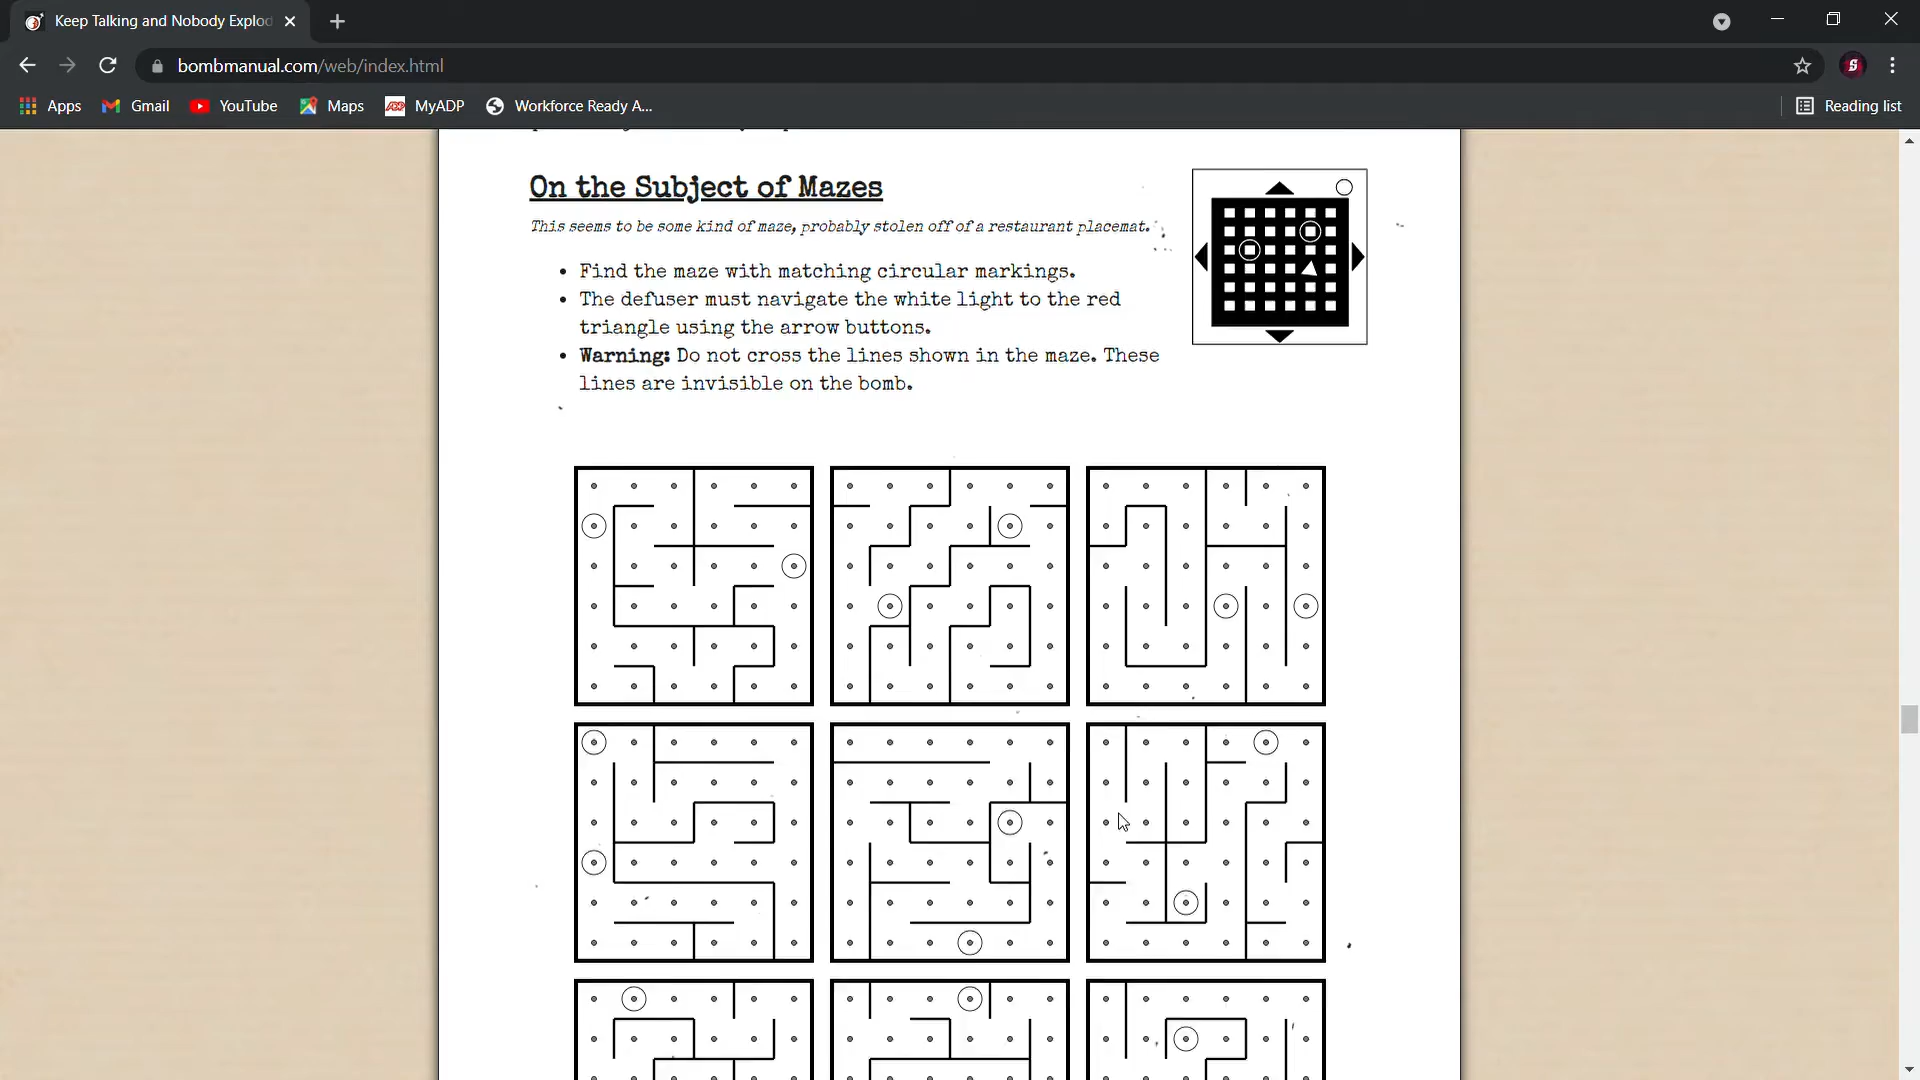 Keep Talking and Nobody Explod
bombmanual.com/web/index.html
Apps Gmail YouTube Maps MyADP Workforce Ready A... Reading list
On the Subject of Mazes
This seems to be some kind of maze, probably stolen off of a restaurant placemat.
• Find the maze with matching circular markings.
• The defuser must navigate the white light to the red
triangle using the arrow buttons.
• Warning: Do not cross the lines shown in the maze. These
lines are invisible on the bomb.